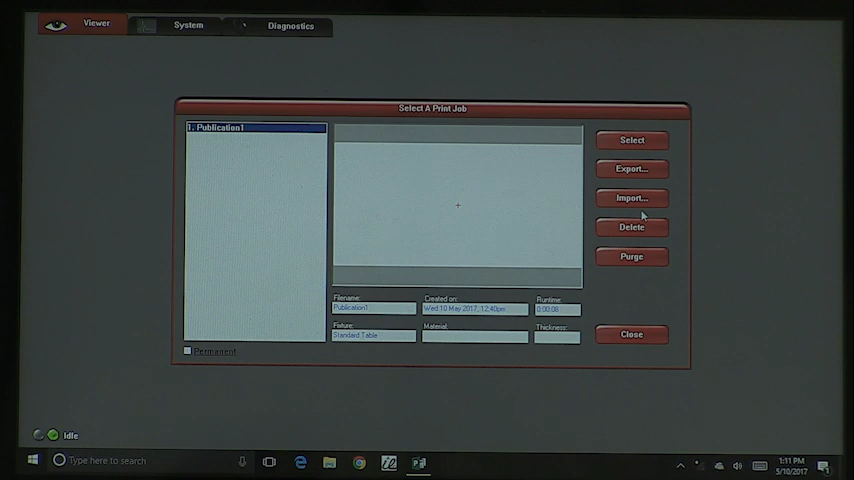 Viewer
System
Diagnostics
Select A Print Job
1. Publication1
Select
Export...
Import...
Delete
Purge
Filename:
Created on:
Runtime:
Publication1
Wed 10 May 2017, 12:40pm
0:00:08
Fixture:
Material:
Thickness:
Standard Table
Close
Permanent
Idle
Type here to search
1:11 PM
5/10/2017